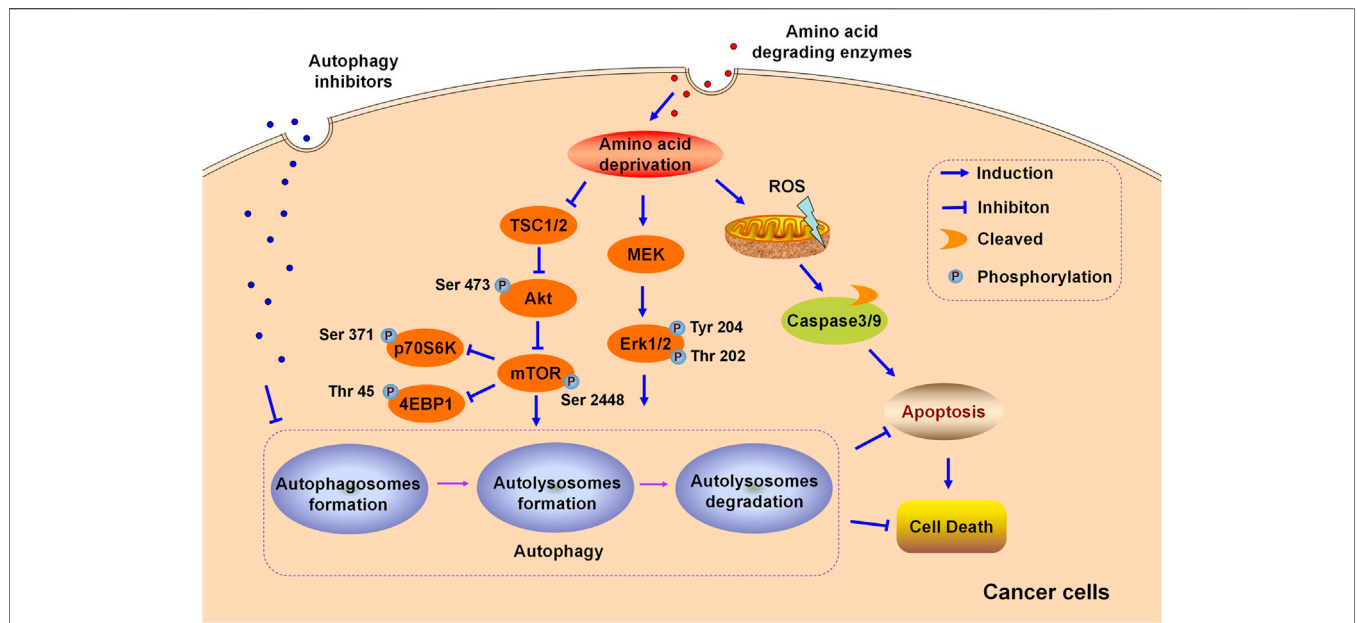 Autophagy
inhibitors
Amino acid
degrading enzymes
Amino acid
deprivation
ROS
Induction
Inhibiton
Cleaved
P Phosphorylation
TSC1/2
MEK
Ser 473 P
Akt
Caspase3/9
Ser 371 P
p70S6K
P Tyr 204
Erk1/2
P Thr 202
mTOR
P
Ser 2448
Thr 45 P
4EBP1
Apoptosis
Autophagosomes
formation
Autolysosomes
formation
Autolysosomes
degradation
Cell Death
Autophagy
Cancer cells